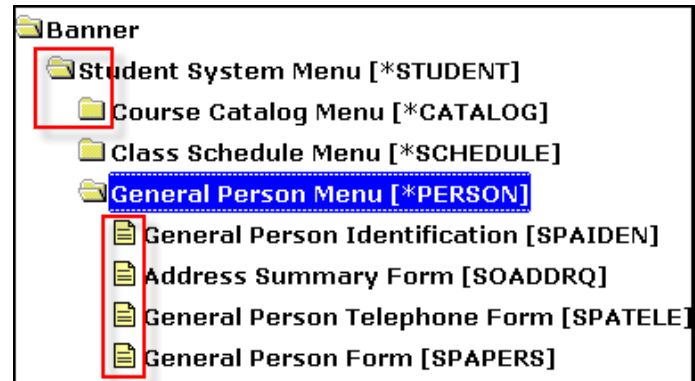 Banner
Student System Menu [*STUDENT]
Course Catalog Menu [*CATALOG]
Class Schedule Menu [*SCHEDULE]
General Person Menu [*PERSON]
General Person Identification [SPAIDEN]
Address Summary Form [SOADDRQ]
General Person Telephone Form [SPATELE]
General Person Form [SPAPERS]